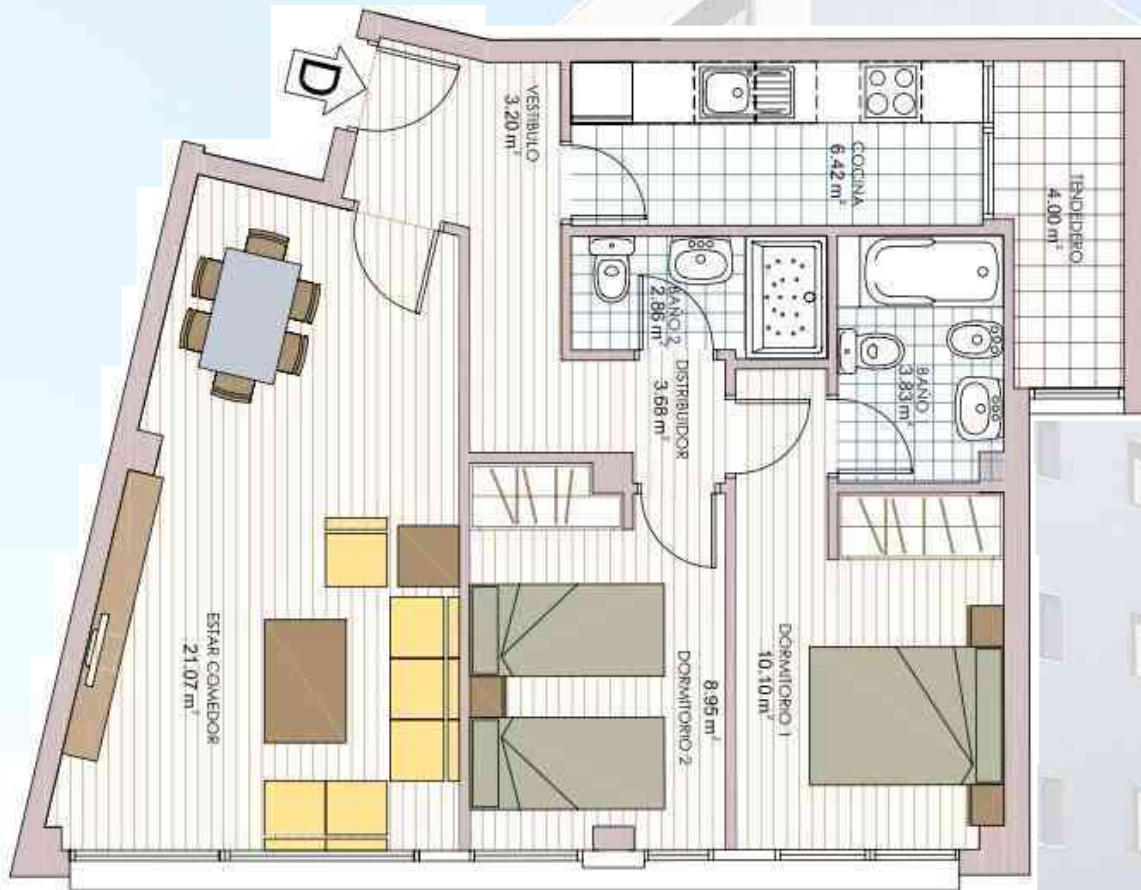 D
VESTIBULO
3.20 m²
COCINA
6.42 m²
TENDEDERO
4.00 m²
BAÑO 2
2.86 m²
BAÑO 1
3.83 m²
DISTRIBUIDOR
3.68 m²
ESTAR COMEDOR
21.07 m²
DORMITORIO 2
8.95 m²
DORMITORIO 1
10.10 m²